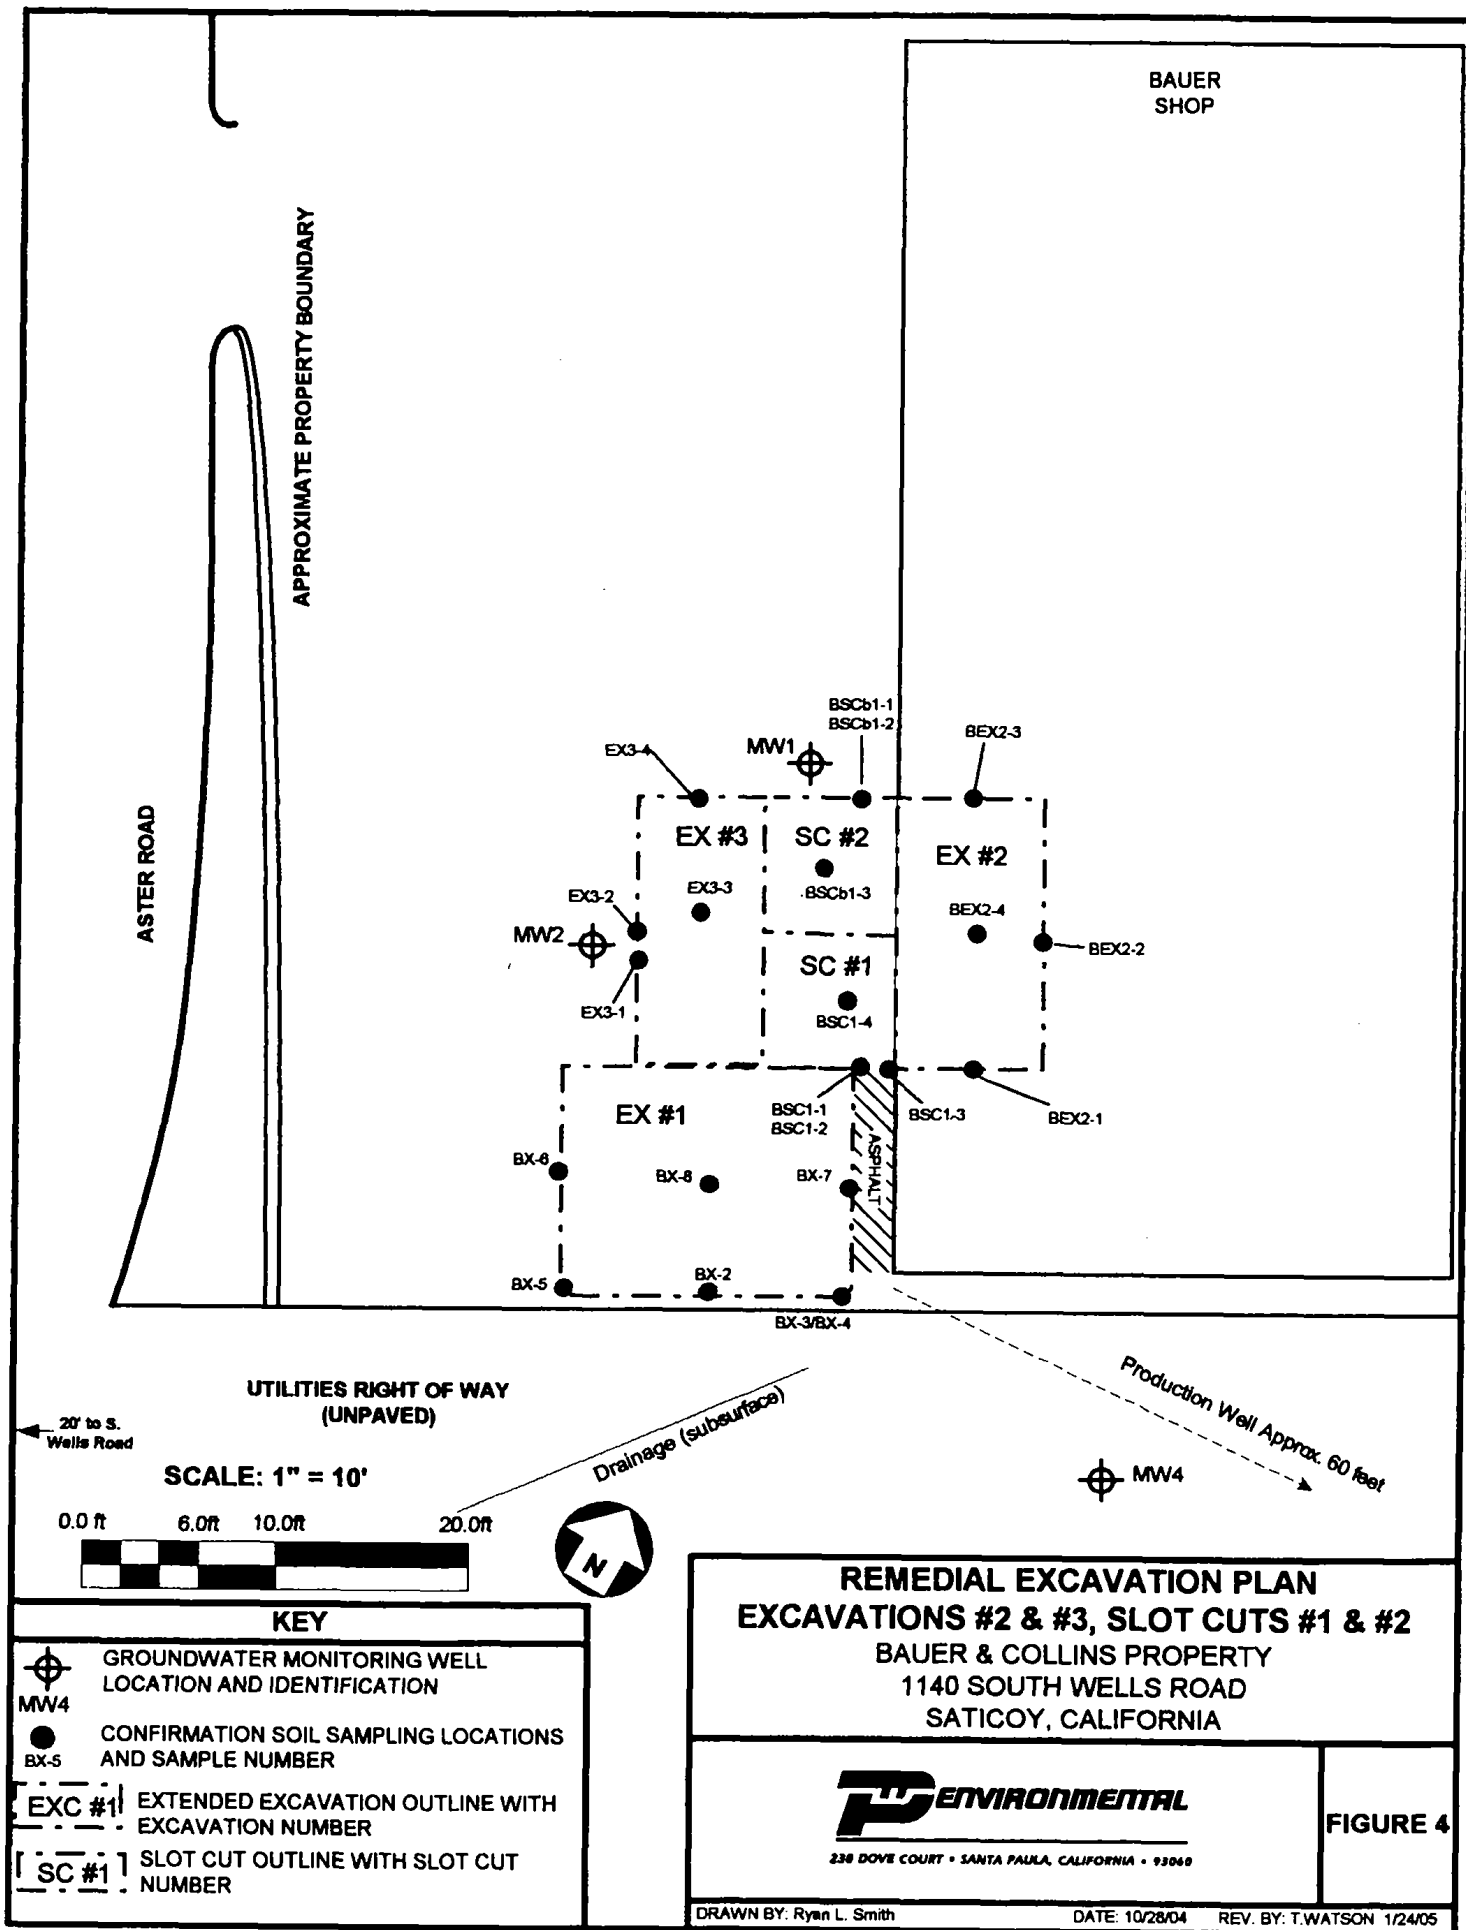 BAUER
SHOP
APPROXIMATE PROPERTY BOUNDARY
ASTER ROAD
BSCb1-1
BSCb1-2
BEX2-3
MW1
EX3-4
EX #3
SC #2
EX #2
EX3-3
BSCb1-3
EX3-2
BEX2-4
MW2
BEX2-2
SC #1
EX3-1
BSC1-4
EX #1
BSC1-1
BSC1-2
BSC1-3
BEX2-1
ASPHALT
BX-6
BX-8
BX-7
BX-5
BX-2
BX-3/BX-4
UTILITIES RIGHT OF WAY
(UNPAVED)
20' to S.
Wells Road
Drainage (subsurface)
Production Well Approx. 60 feet
MW4
SCALE: 1" = 10'
0.0 ft 6.0ft 10.0ft 20.0ft
N
KEY
GROUNDWATER MONITORING WELL
LOCATION AND IDENTIFICATION
MW4
CONFIRMATION SOIL SAMPLING LOCATIONS
AND SAMPLE NUMBER
BX-5
EXC #1 EXTENDED EXCAVATION OUTLINE WITH
EXCAVATION NUMBER
SC #1 SLOT CUT OUTLINE WITH SLOT CUT
NUMBER
REMEDIAL EXCAVATION PLAN
EXCAVATIONS #2 & #3, SLOT CUTS #1 & #2
BAUER & COLLINS PROPERTY
1140 SOUTH WELLS ROAD
SATICOY, CALIFORNIA
ENVIRONMENTAL
230 DOVE COURT • SANTA PAULA, CALIFORNIA • 93060
FIGURE 4
DRAWN BY: Ryan L. Smith DATE: 10/28/04 REV. BY: T.WATSON 1/24/05